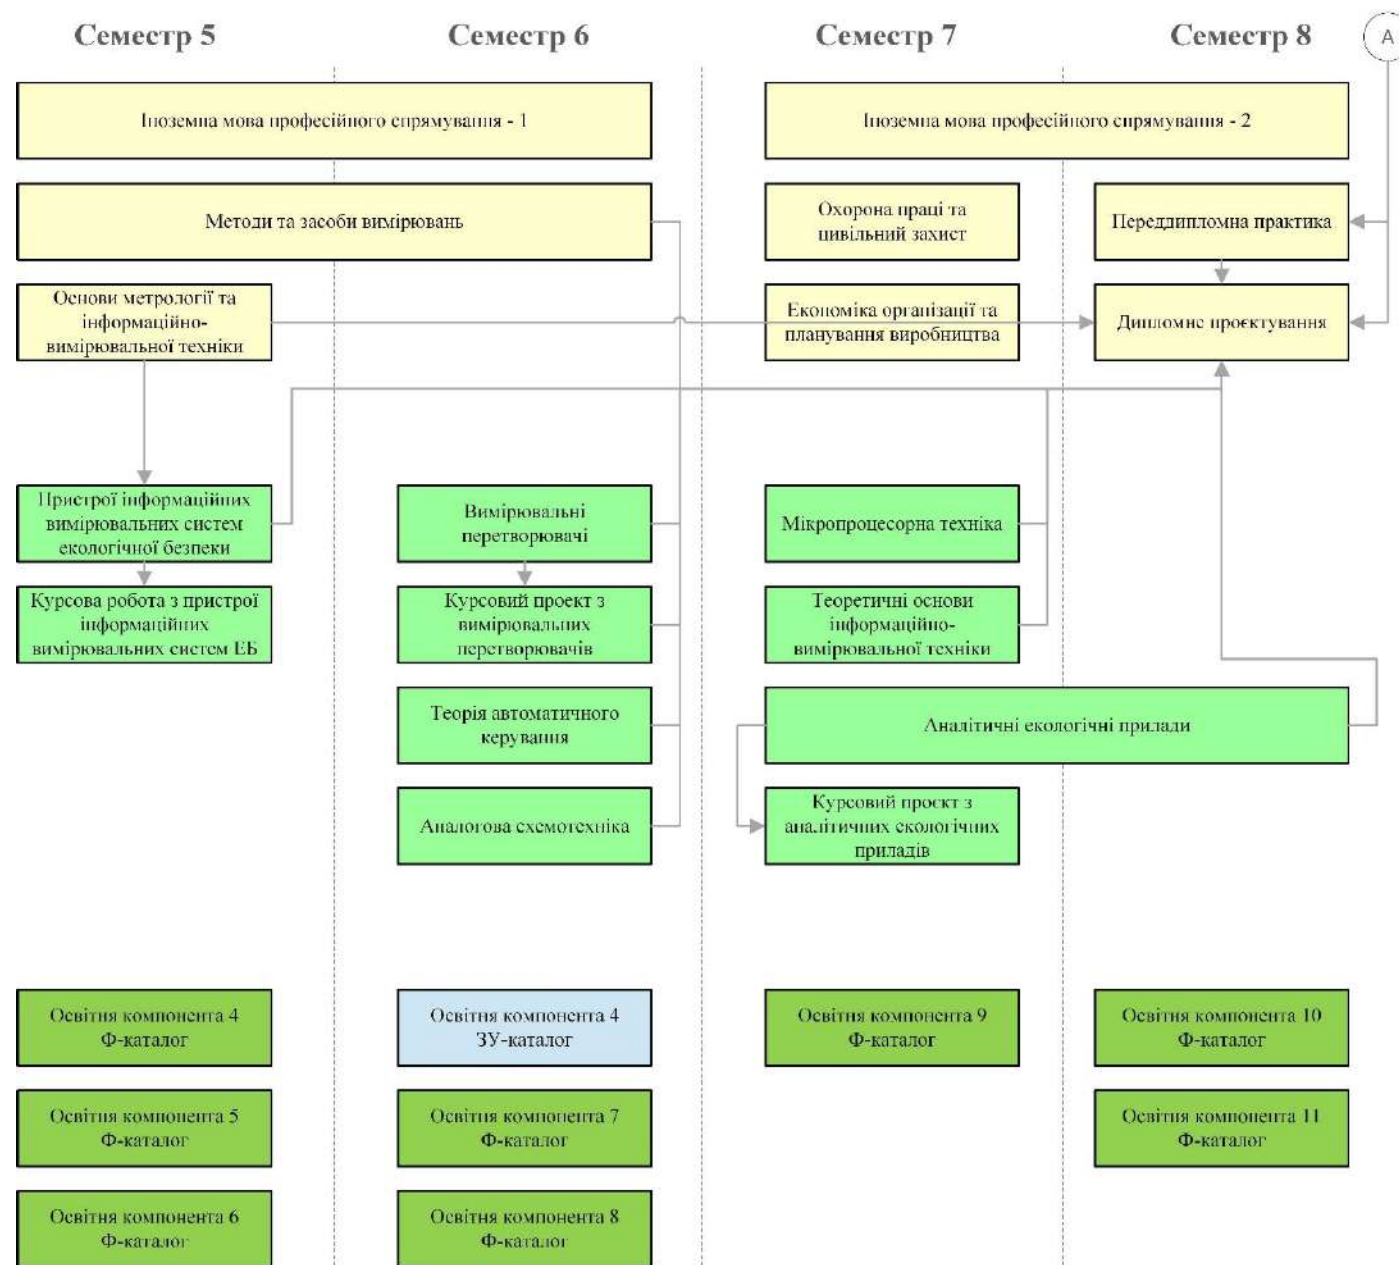 Семестр 5
Семестр 6
Семестр 7
Семестр 8
А
Іноземна мова професійного спрямування - 1
Іноземна мова професійного спрямування - 2
Методи та засоби вимірювань
Охорона праці та
цивільний захист
Переддипломна практика
Основи метрології та
інформаційно-
вимірювальної техніки
Економіка організації та
планування виробництва
Дипломне проєктування
Пристрої інформаційних
вимірювальних систем
екологічної безпеки
Вимірювальні
перетворювачі
Мікропроцесорна техніка
Курсова робота з пристрої
інформаційних
вимірювальних систем ЕБ
Курсовий проект з
вимірювальних
перетворювачів
Теоретичні основи
інформаційно-
вимірювальної техніки
Теорія автоматичного
керування
Аналітичні екологічні прилади
Аналогова схемотехніка
Курсовий проєкт з
аналітичних екологічних
приладів
Освітня компонента 4
Ф-каталог
Освітня компонента 4
ЗУ-каталог
Освітня компонента 9
Ф-каталог
Освітня компонента 10
Ф-каталог
Освітня компонента 5
Ф-каталог
Освітня компонента 7
Ф-каталог
Освітня компонента 11
Ф-каталог
Освітня компонента 6
Ф-каталог
Освітня компонента 8
Ф-каталог